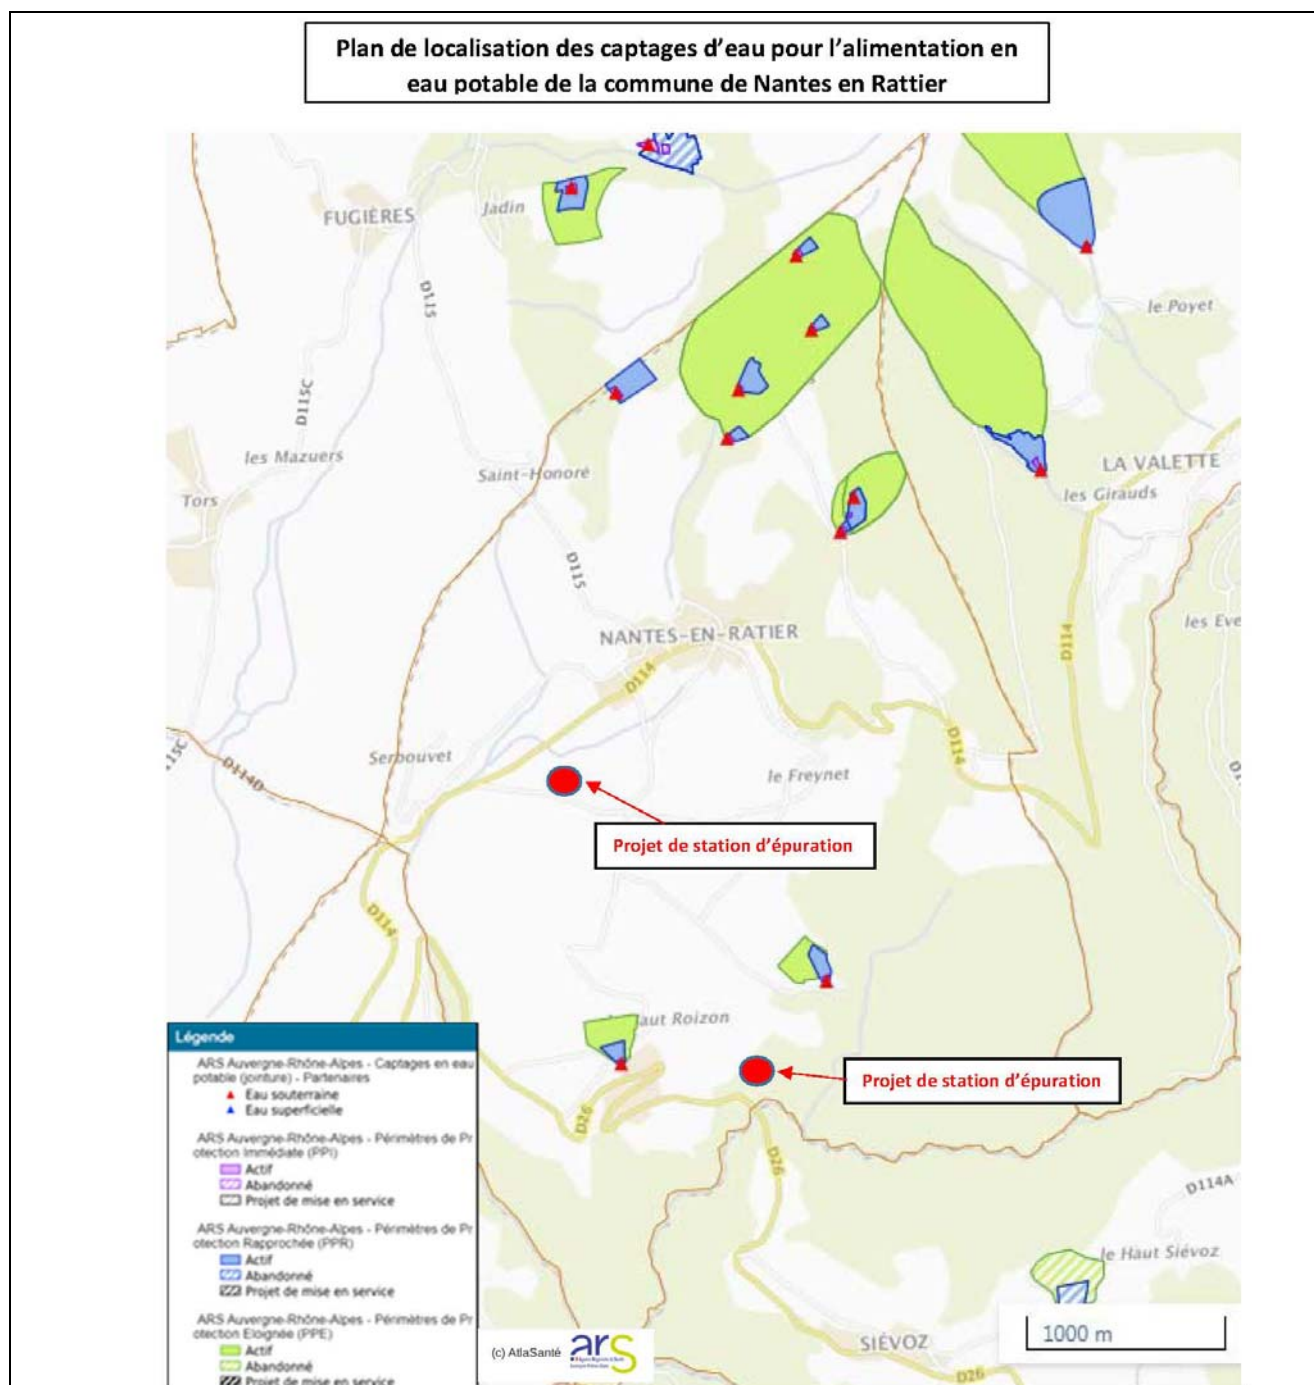 Plan de localisation des captages d'eau pour l'alimentation en
eau potable de la commune de Nantes en Rattier
FUGIÈRES
Jadin
D115
le Poyet
D115C
les Mazuers
Saint-Honoré
LA VALETTE
Tors
les Girauds
D115
NANTES-EN-RATIER
les Eve
D114
D114
D114
Serbouvet
le Freynet
D114D
Projet de station d'épuration
D114
aut Roizon
Projet de station d'épuration
D26
D26
D114A
le Haut Siévoz
SIÉVOZ
D26
1000 m
Légende
ARS Auvergne-Rhône-Alpes - Captages en eau
potable (jointure) - Partenaires
Eau souterraine
Eau superficielle
ARS Auvergne-Rhône-Alpes - Périmètres de Pr
otection Immédiate (PPI)
Actif
Abandonné
Projet de mise en service
ARS Auvergne-Rhône-Alpes - Périmètres de Pr
otection Rapprochée (PPR)
Actif
Abandonné
Projet de mise en service
ARS Auvergne-Rhône-Alpes - Périmètres de Pr
otection Eloignée (PPE)
Actif
Abandonné
Projet de mise en service
(c) AtlaSanté
ars